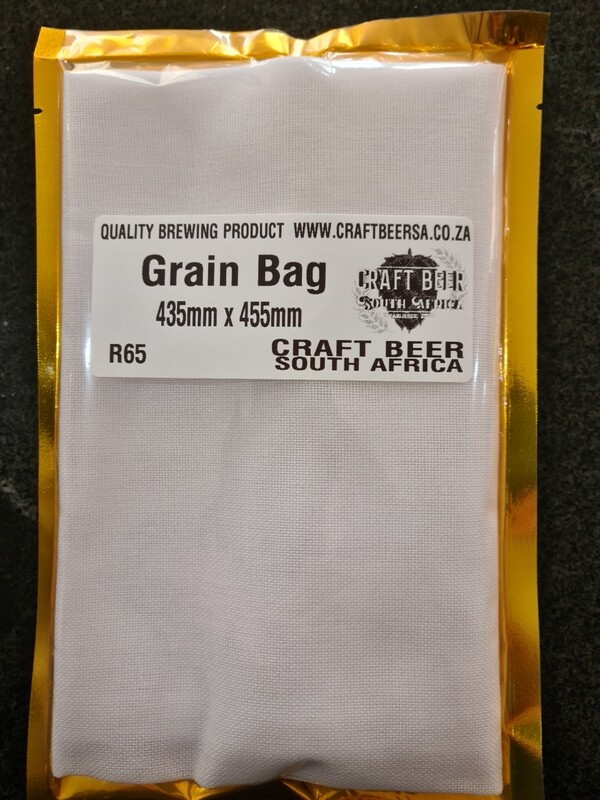 QUALITY BREWING PRODUCT WWW.CRAFTBEERSA.CO.ZA
Grain Bag
435mm x 455mm
CRAFT BEER
SOUTH AFRICA
R65
CRAFT BEER
SOUTH AFRICA